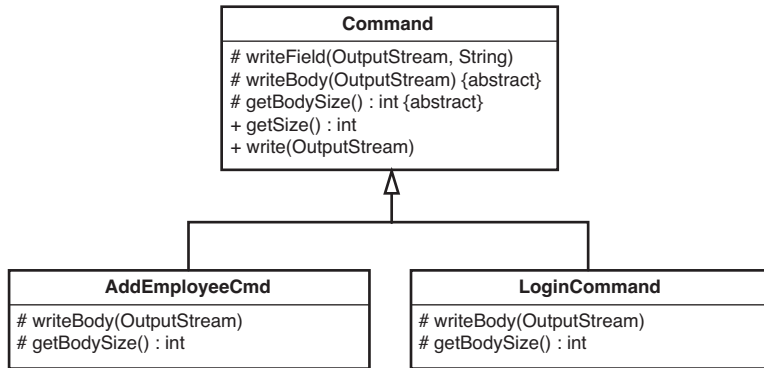 Command
# writeField(OutputStream, String)
# writeBody(OutputStream) {abstract}
# getBodySize() : int {abstract}
+ getSize() : int
+ write(OutputStream)
AddEmployeeCmd
# writeBody(OutputStream)
# getBodySize() : int
LoginCommand
# writeBody(OutputStream)
# getBodySize() : int